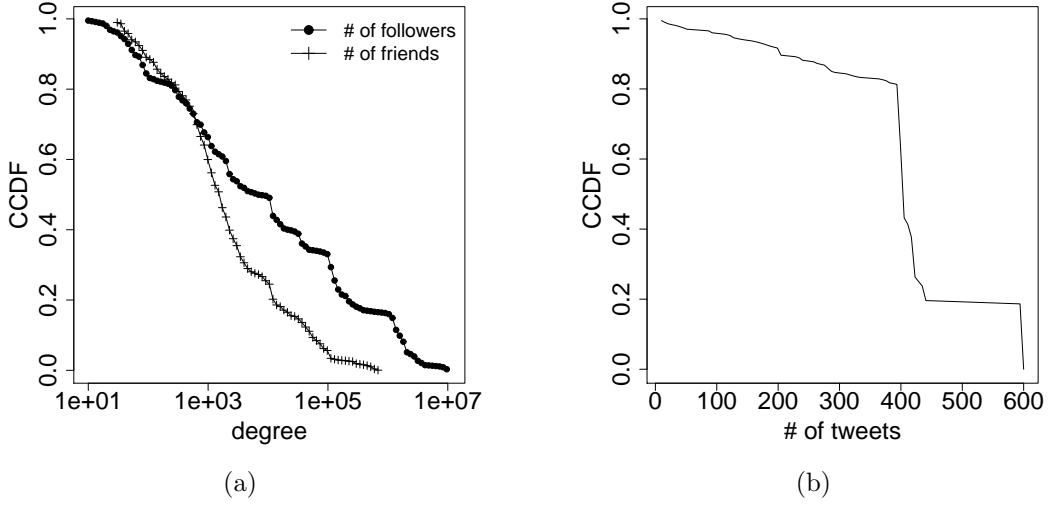 1.0
0.8
0.6
0.4
0.2
0.0
CCDF
# of followers
# of friends
1e+01 1e+03 1e+05 1e+07
degree
(a)
1.0
0.8
0.6
0.4
0.2
0.0
CCDF
0 100 200 300 400 500 600
# of tweets
(b)